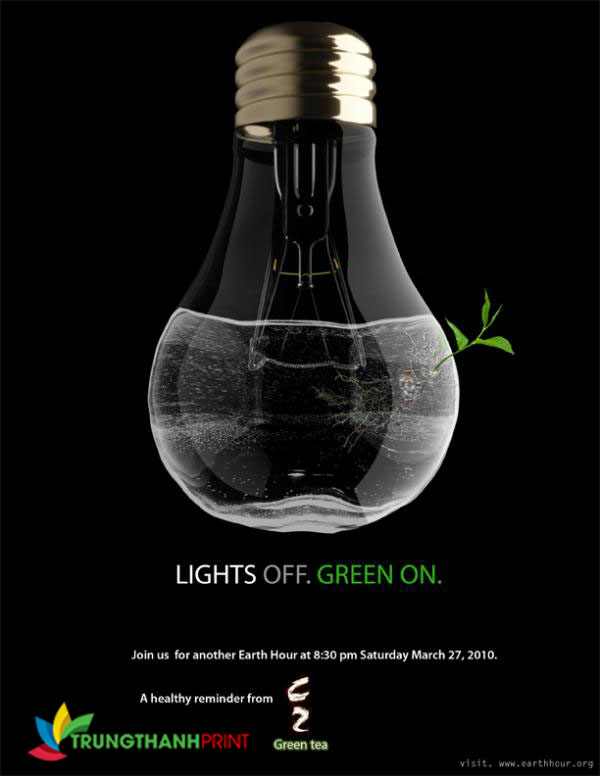 LIGHTS OFF. GREEN ON.
Join us for another Earth Hour at 8:30 pm Saturday March 27, 2010.
A healthy reminder from
C2
Green tea
TRUNGTHANHPRINT
visit. www.earthhour.org